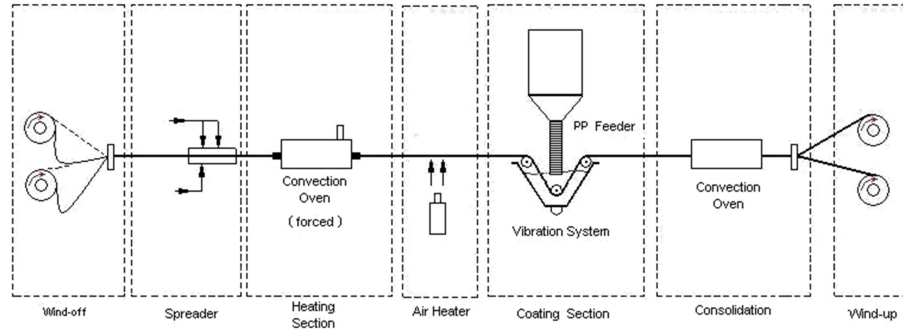 PP Feeder
Convection
Oven
( forced )
Vibration System
Convection
Oven
Wind-off
Spreader
Heating
Section
Air Heater
Coating Section
Consolidation
Wind-up